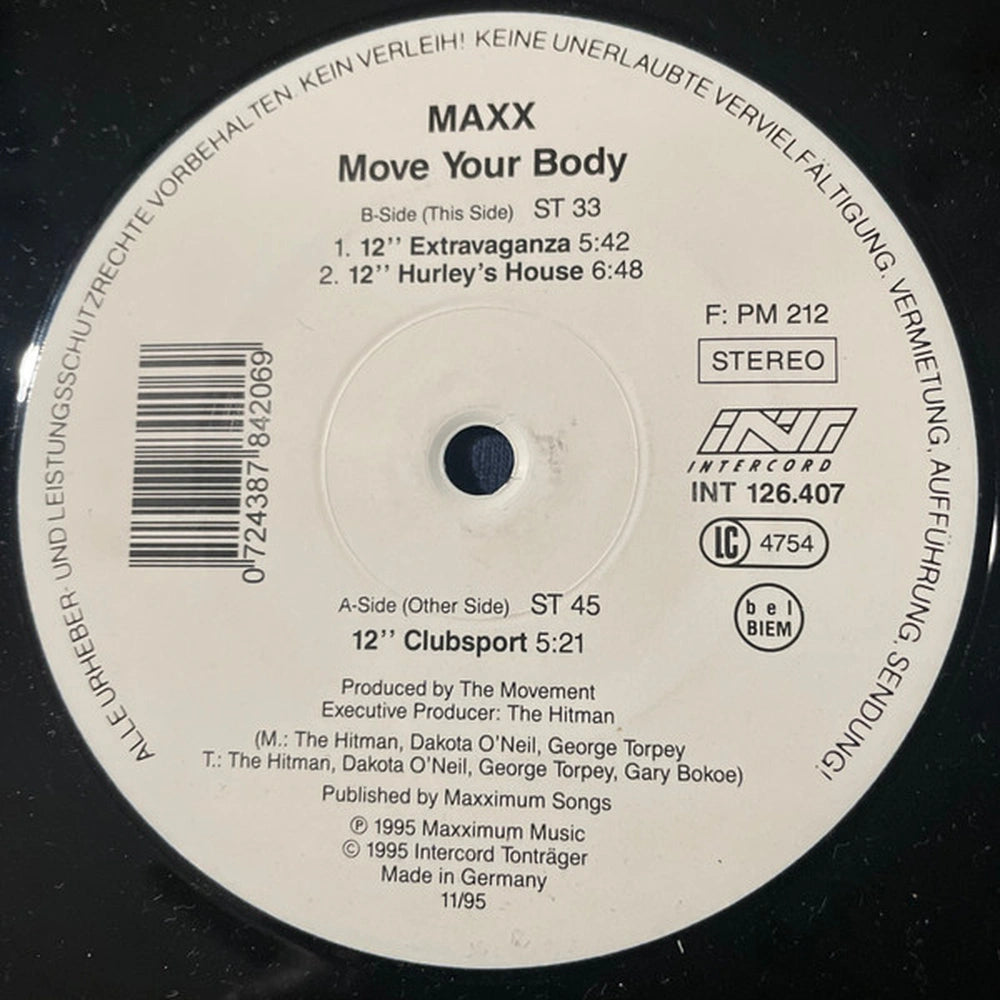 ALLE URHEBER- UND LEISTUNGSSCHUTZRECHTE VORBEHALTEN. KEIN VERLEIH! KEINE UNERLAUBTE VERVIELFÄLTIGUNG, VERMIETUNG, AUFFÜHRUNG, SENDUNG!
MAXX
Move Your Body
B-Side (This Side) ST 33
1. 12’’ Extravaganza 5:42
2. 12’’ Hurley’s House 6:48
F: PM 212
STEREO
INT
INTERCORD
INT 126.407
LC 4754
bel
BIEM
0 724387 842069
A-Side (Other Side) ST 45
12’’ Clubsport 5:21
Produced by The Movement
Executive Producer: The Hitman
(M.: The Hitman, Dakota O’Neil, George Torpey
T.: The Hitman, Dakota O’Neil, George Torpey, Gary Bokoe)
Published by Maxximum Songs
℗ 1995 Maxximum Music
© 1995 Intercord Tonträger
Made in Germany
11/95